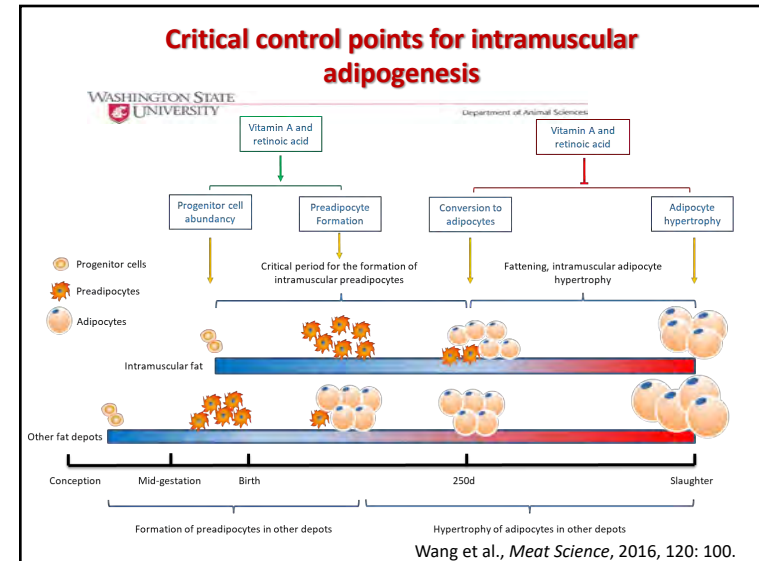 Critical control points for intramuscular
adipogenesis
WASHINGTON STATE
UNIVERSITY
Department of Animal Sciences
Vitamin A and
retinoic acid
Vitamin A and
retinoic acid
Progenitor cell
abundancy
Preadipocyte
Formation
Conversion to
adipocytes
Adipocyte
hypertrophy
Progenitor cells
Preadipocytes
Adipocytes
Critical period for the formation of
intramuscular preadipocytes
Fattening, intramuscular adipocyte
hypertrophy
Intramuscular fat
Other fat depots
Conception
Mid-gestation
Birth
250d
Slaughter
Formation of preadipocytes in other depots
Hypertrophy of adipocytes in other depots
Wang et al., Meat Science, 2016, 120: 100.